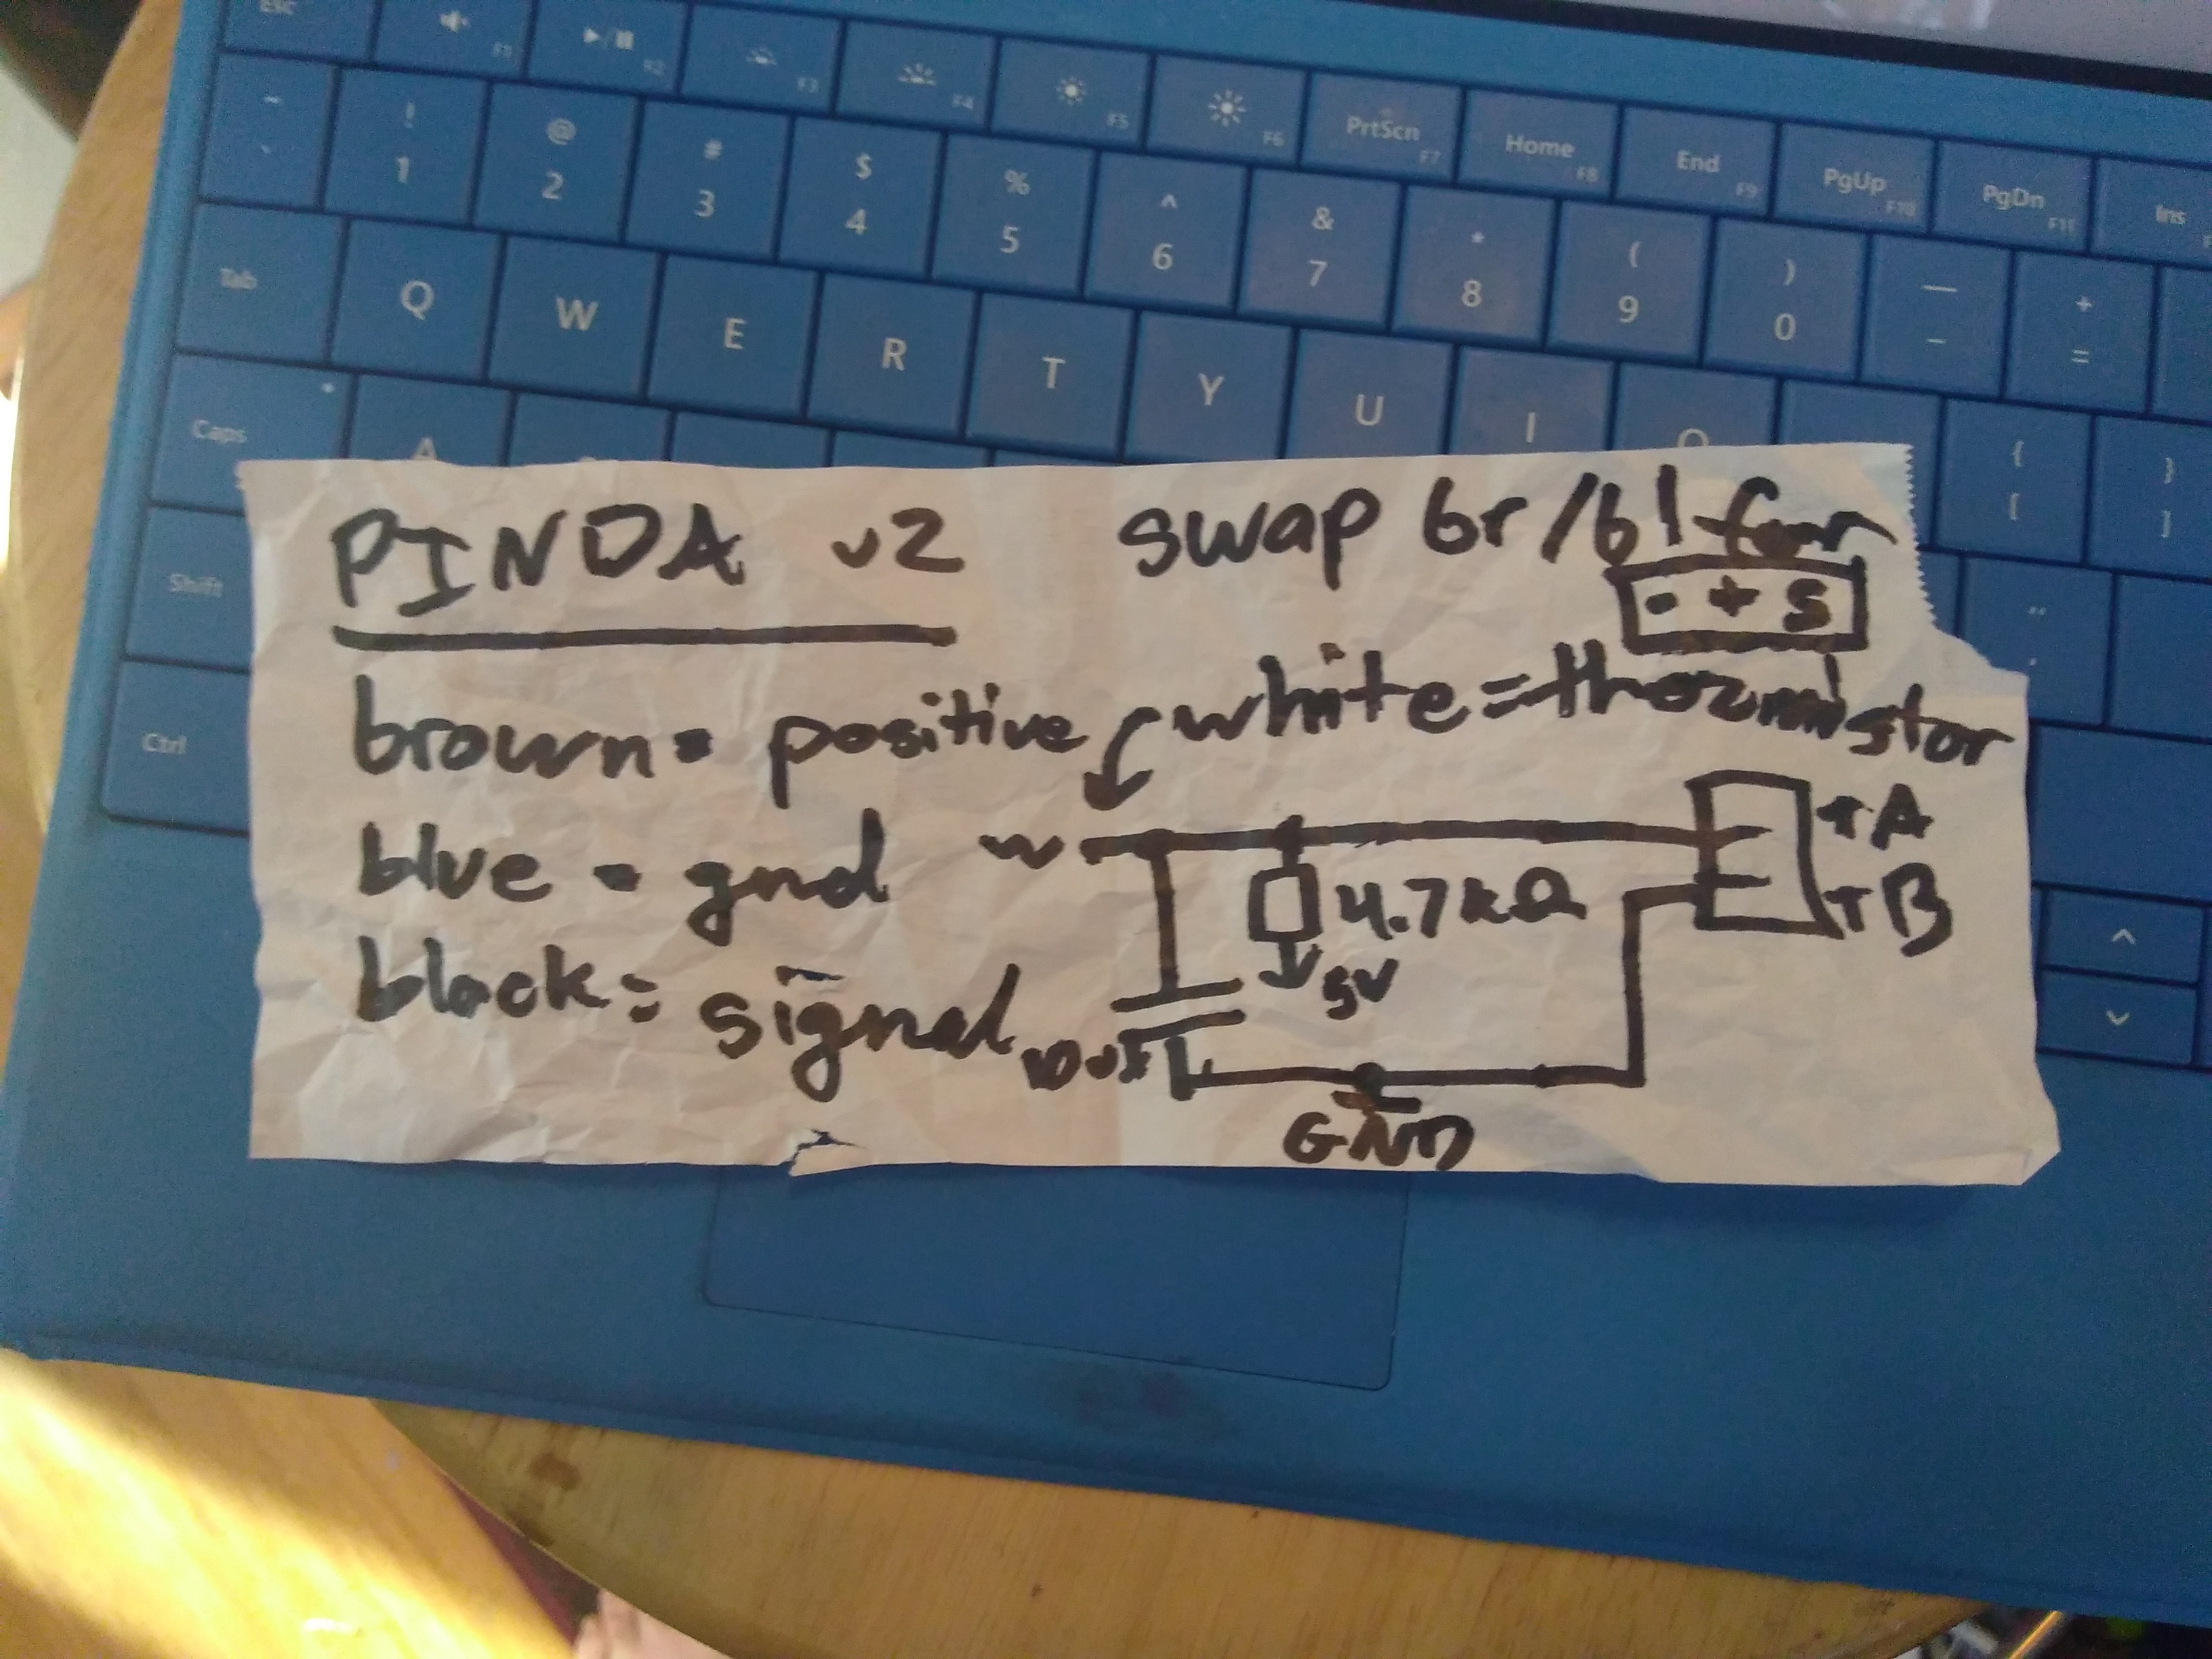 Esc
F1
F2
F3
F4
F5
F6
PrtScn F7
Home F8
End F9
PgUp F10
PgDn F11
Ins
~ ! @ # $ % ^ & * ( ) — +
` 1 2 3 4 5 6 7 8 9 0 - =
Tab Q W E R T Y U I O
Caps A { }
[ ]
Shift
Ctrl
PINDA v2
swap br/bl for
- + S
brown = positive
white = thermistor
blue = gnd
black = signal
w
TA
TB
4.7kΩ
5V
10uF
GND